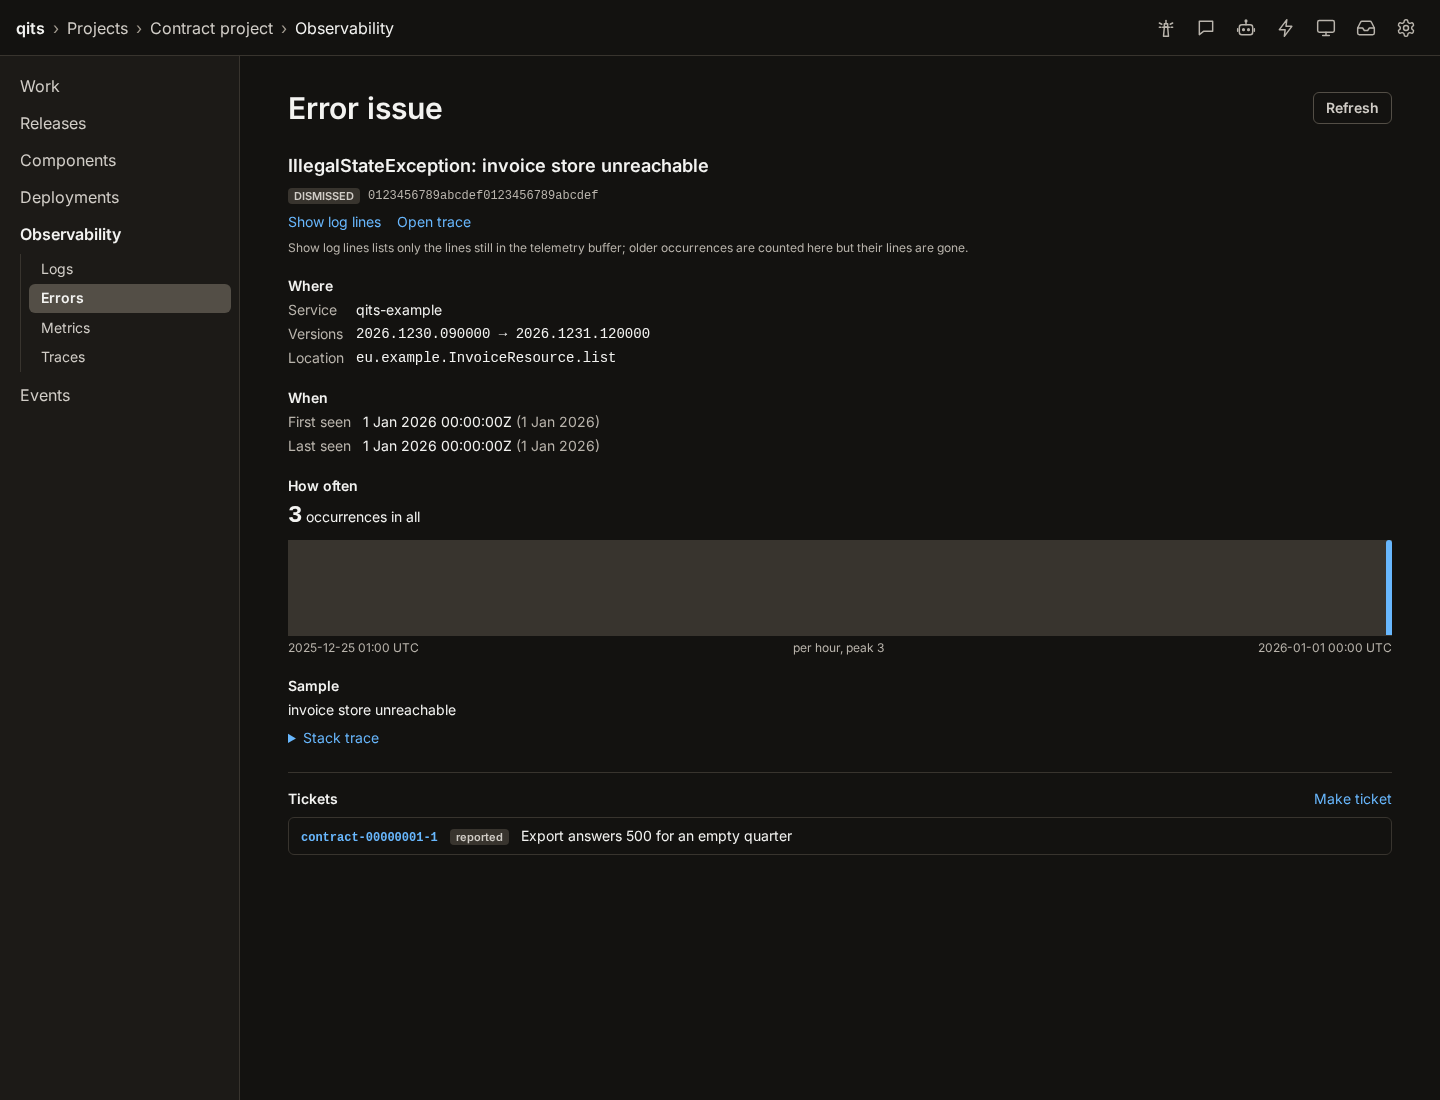 qits › Projects › Contract project › Observability
Work
Releases
Components
Deployments
Observability
Logs
Errors
Metrics
Traces
Events
Error issue
Refresh
IllegalStateException: invoice store unreachable
DISMISSED 0123456789abcdef0123456789abcdef
Show log lines Open trace
Show log lines lists only the lines still in the telemetry buffer; older occurrences are counted here but their lines are gone.
Where
Service qits-example
Versions 2026.1230.090000 → 2026.1231.120000
Location eu.example.InvoiceResource.list
When
First seen 1 Jan 2026 00:00:00Z (1 Jan 2026)
Last seen 1 Jan 2026 00:00:00Z (1 Jan 2026)
How often
3 occurrences in all
2025-12-25 01:00 UTC per hour, peak 3 2026-01-01 00:00 UTC
Sample
invoice store unreachable
Stack trace
Tickets Make ticket
contract-00000001-1 reported Export answers 500 for an empty quarter